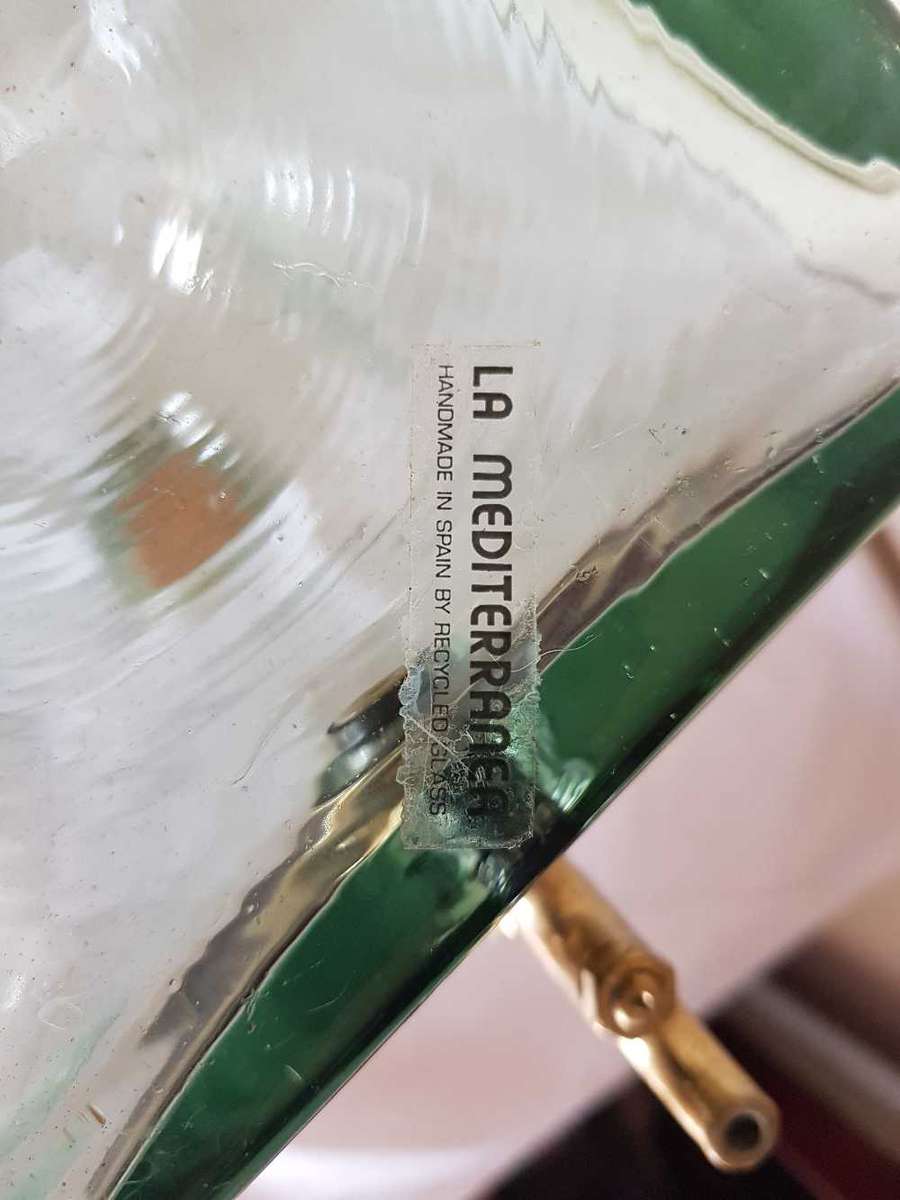 LA MEDITERRANEA
HANDMADE IN SPAIN BY RECYCLED GLASS